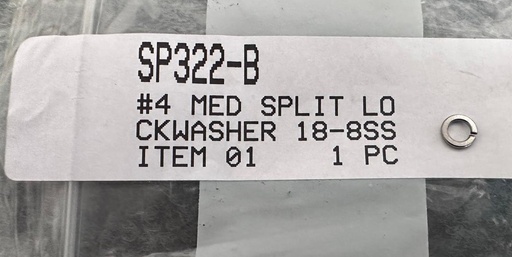 SP322-B
#4 MED SPLIT LO
CKWASHER 18-8SS
ITEM 01 1 PC